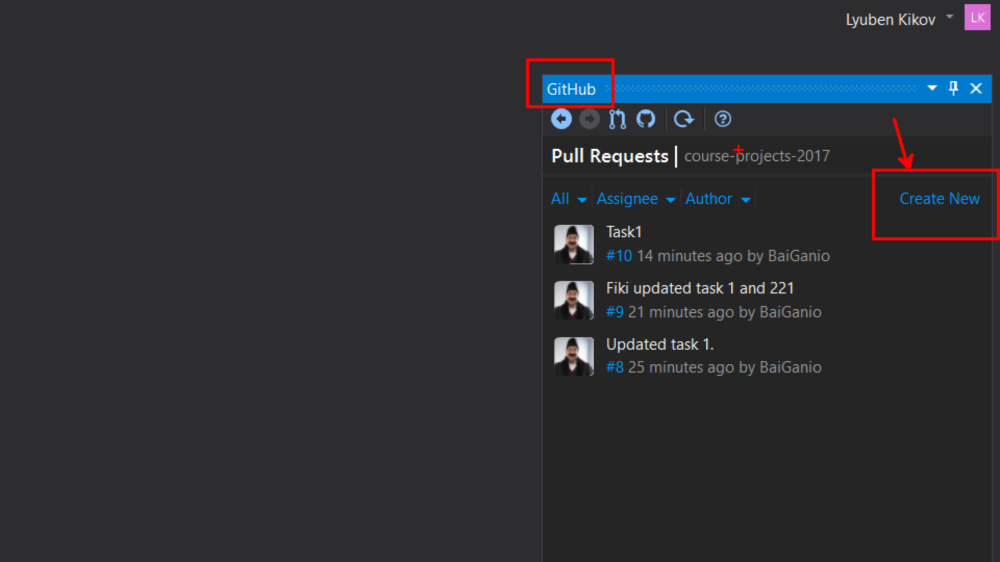 Lyuben Kikov
LK
GitHub
Pull Requests | course-projects-2017
All Assignee Author Create New
Task1
#10 14 minutes ago by BaiGanio
Fiki updated task 1 and 221
#9 21 minutes ago by BaiGanio
Updated task 1.
#8 25 minutes ago by BaiGanio